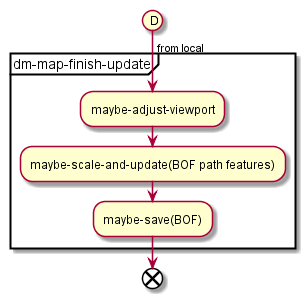 D
from local
dm-map-finish-update
maybe-adjust-viewport
maybe-scale-and-update(BOF path features)
maybe-save(BOF)